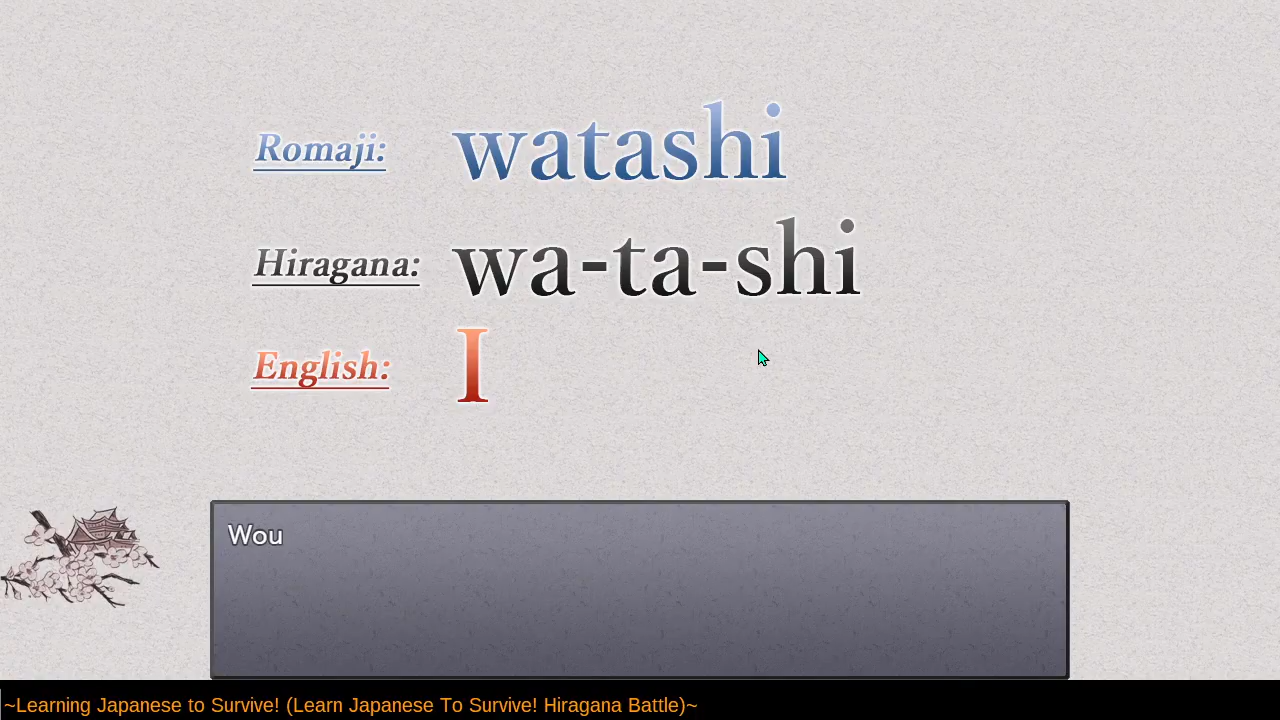 Romaji: watashi
Hiragana: wa-ta-shi
English: I
Wou
~Learning Japanese to Survive! (Learn Japanese To Survive! Hiragana Battle)~